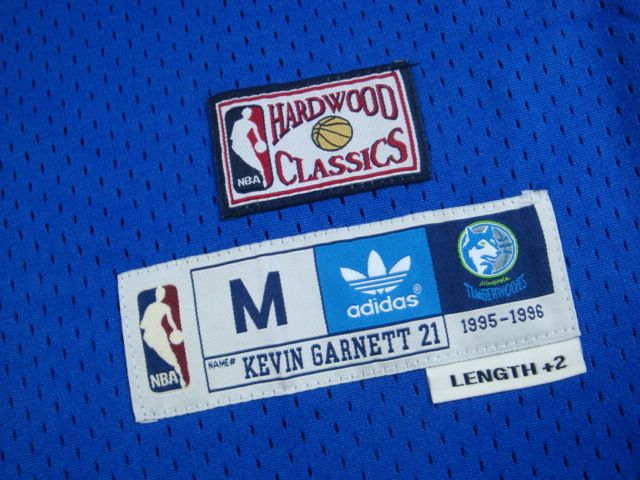 HARDWOOD
CLASSICS
NBA
M
adidas®
Minnesota
TIMBERWOLVES
NBA
NAME# KEVIN GARNETT 21
1995-1996
LENGTH +2